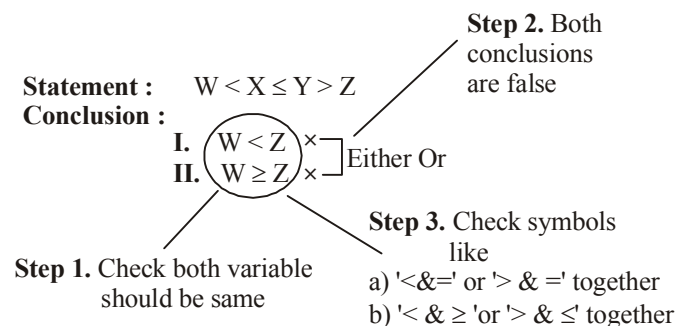 Step 2. Both
conclusions
are false
Statement : W < X ≤ Y > Z
Conclusion :
I. W < Z ×
II. W ≥ Z ×
Either Or
Step 3. Check symbols
like
a) '<&=' or '> & =' together
b) '< & ≥ 'or '> & ≤' together
Step 1. Check both variable
should be same